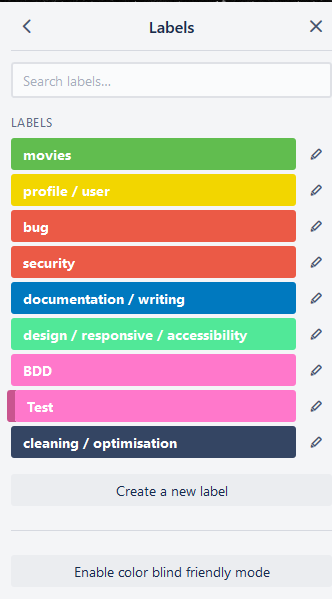 Labels
Search labels...
LABELS
movies
profile / user
bug
security
documentation / writing
design / responsive / accessibility
BDD
Test
cleaning / optimisation
Create a new label
Enable color blind friendly mode